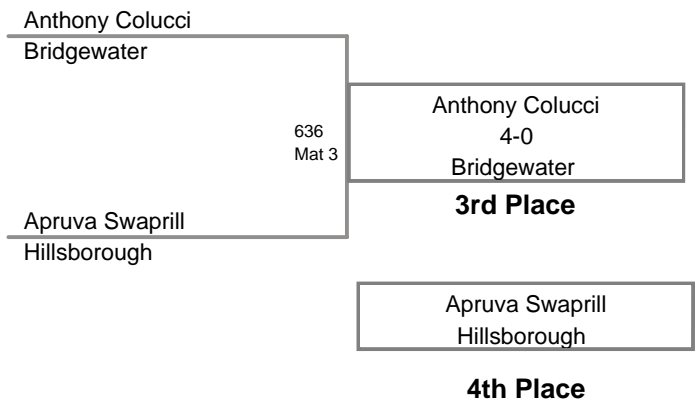 Anthony Colucci
Bridgewater
636
Mat 3
Anthony Colucci
4-0
Bridgewater
3rd Place
Apruva Swaprill
Hillsborough
Apruva Swaprill
Hillsborough
4th Place